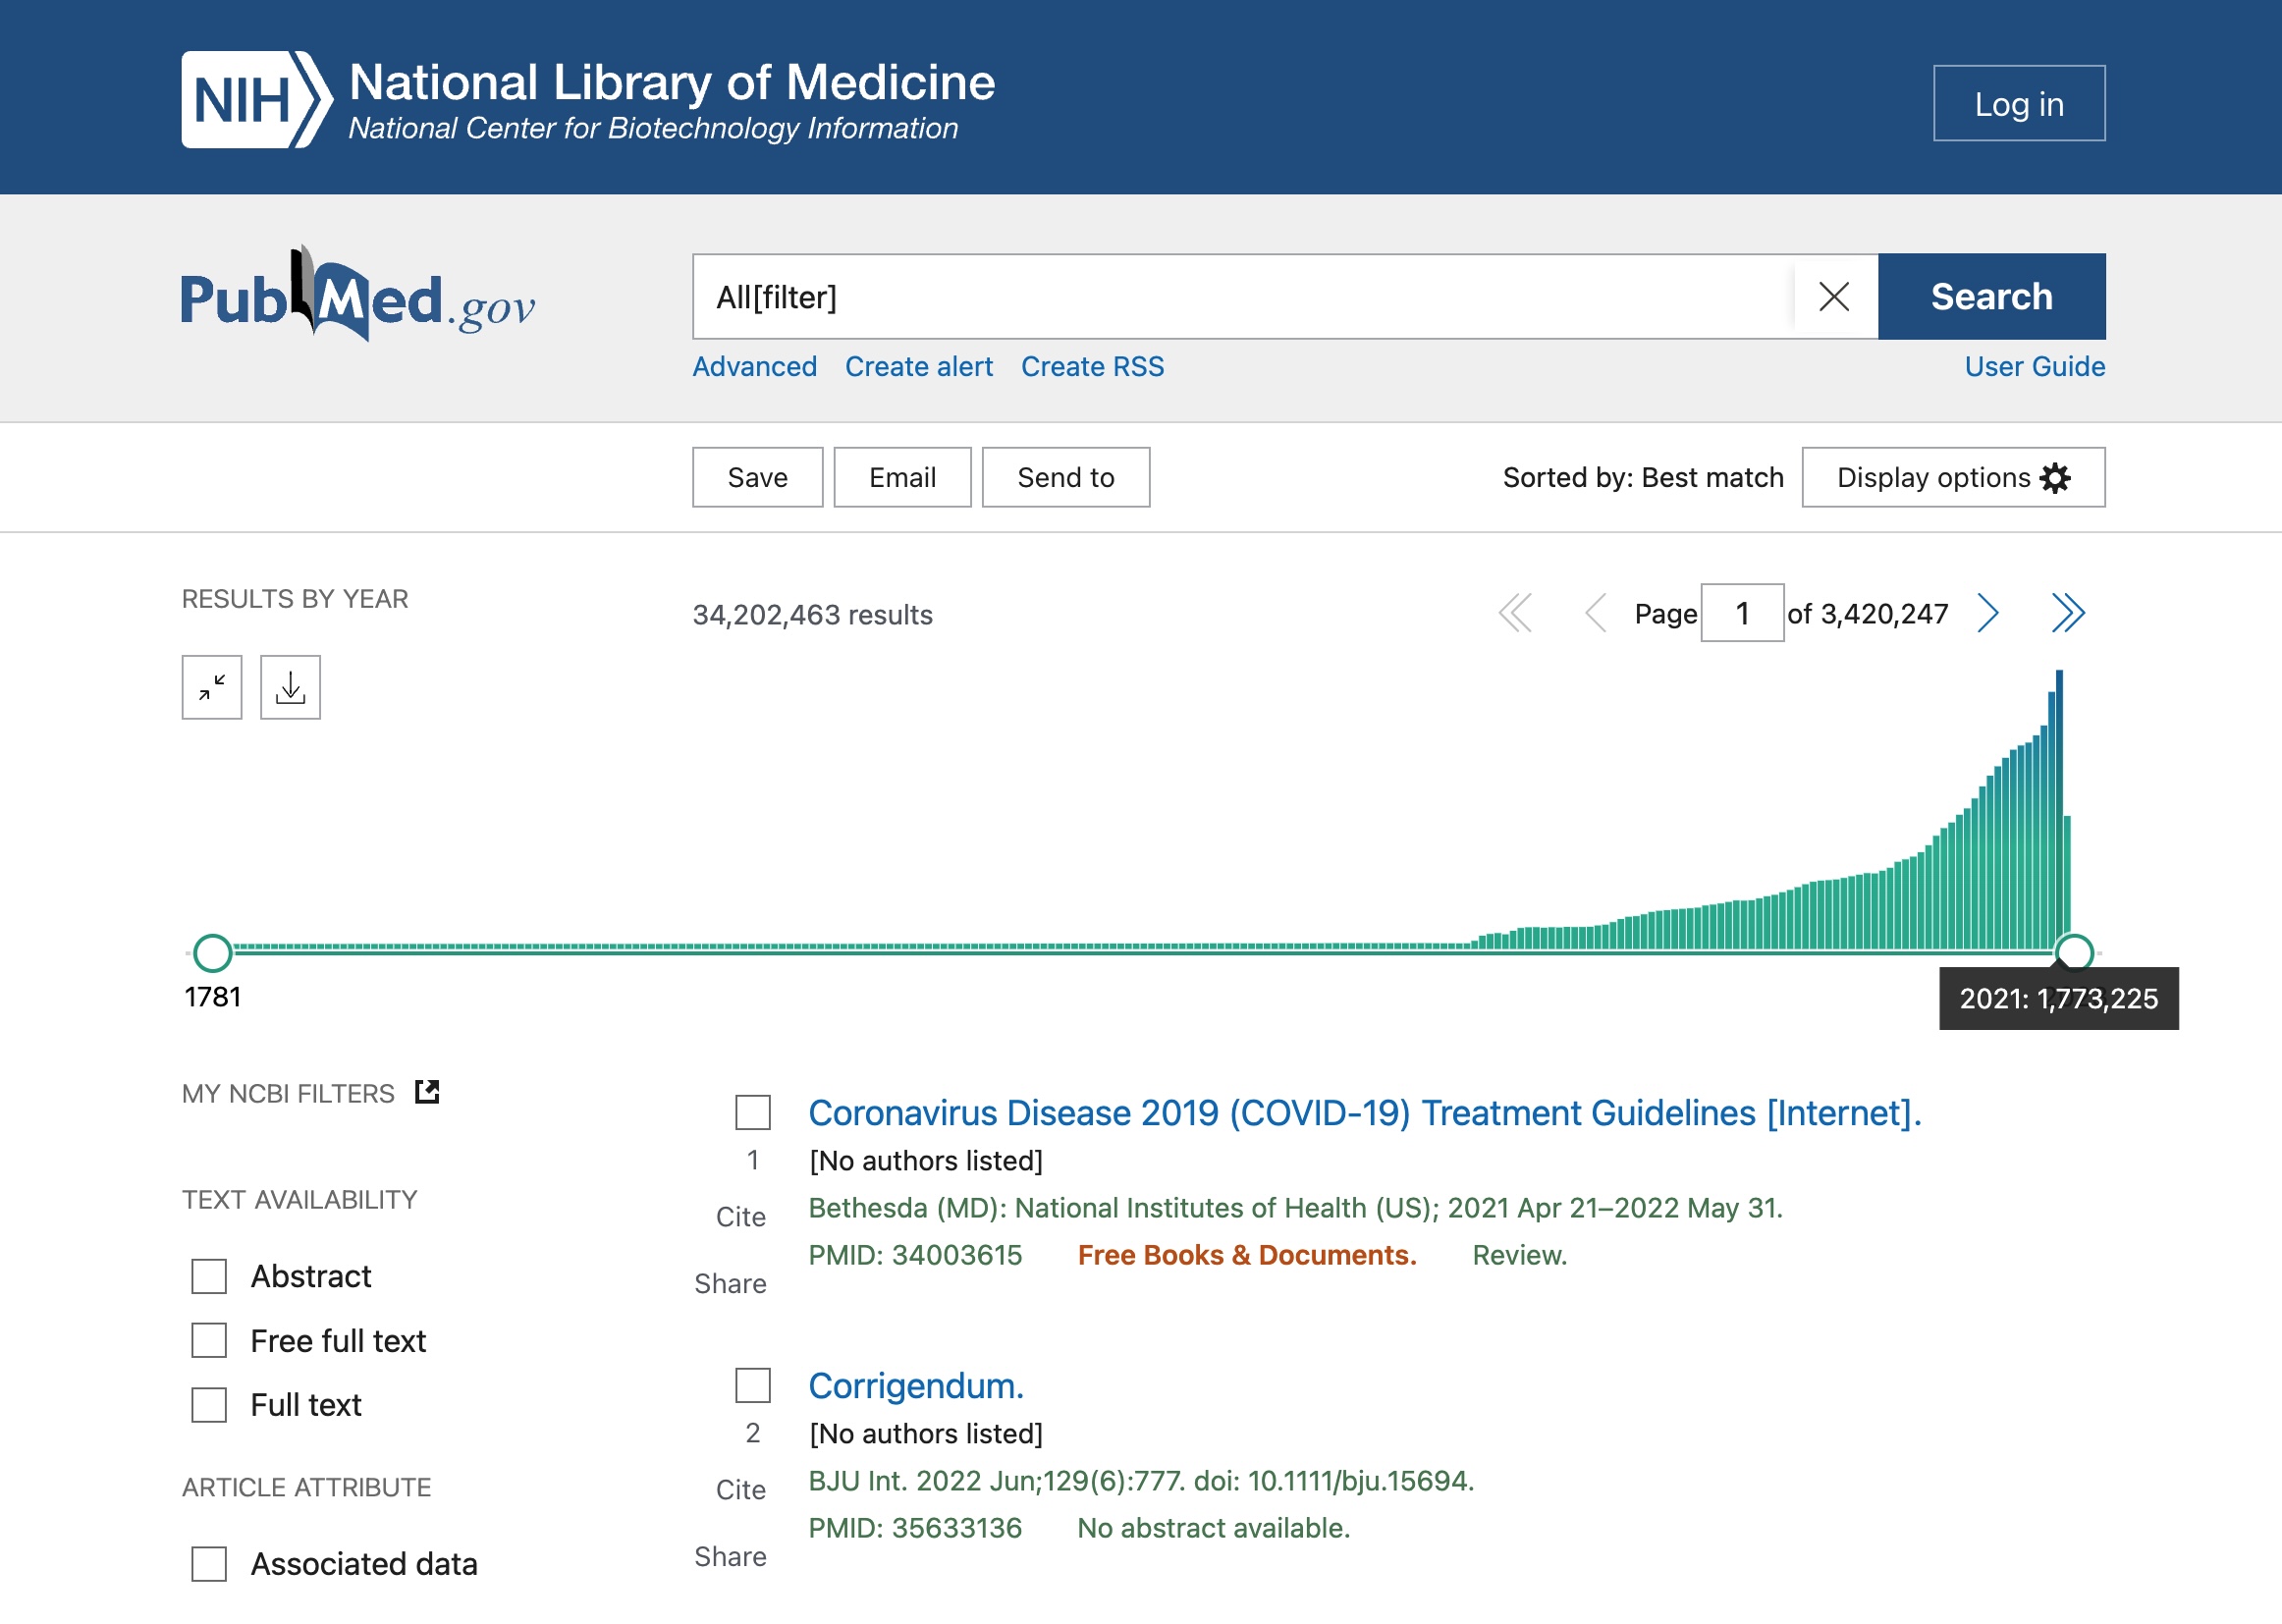 NIH National Library of Medicine
National Center for Biotechnology Information
Log in
PubMed.gov
All[filter]
Search
Advanced Create alert Create RSS User Guide
Save Email Send to Sorted by: Best match Display options
RESULTS BY YEAR
34,202,463 results
Page 1 of 3,420,247
1781
2021: 1,773,225
MY NCBI FILTERS
TEXT AVAILABILITY
Abstract
Free full text
Full text
ARTICLE ATTRIBUTE
Associated data
Coronavirus Disease 2019 (COVID-19) Treatment Guidelines [Internet].
1 [No authors listed]
Cite Bethesda (MD): National Institutes of Health (US); 2021 Apr 21–2022 May 31.
PMID: 34003615 Free Books & Documents. Review.
Share
Corrigendum.
2 [No authors listed]
Cite BJU Int. 2022 Jun;129(6):777. doi: 10.1111/bju.15694.
PMID: 35633136 No abstract available.
Share